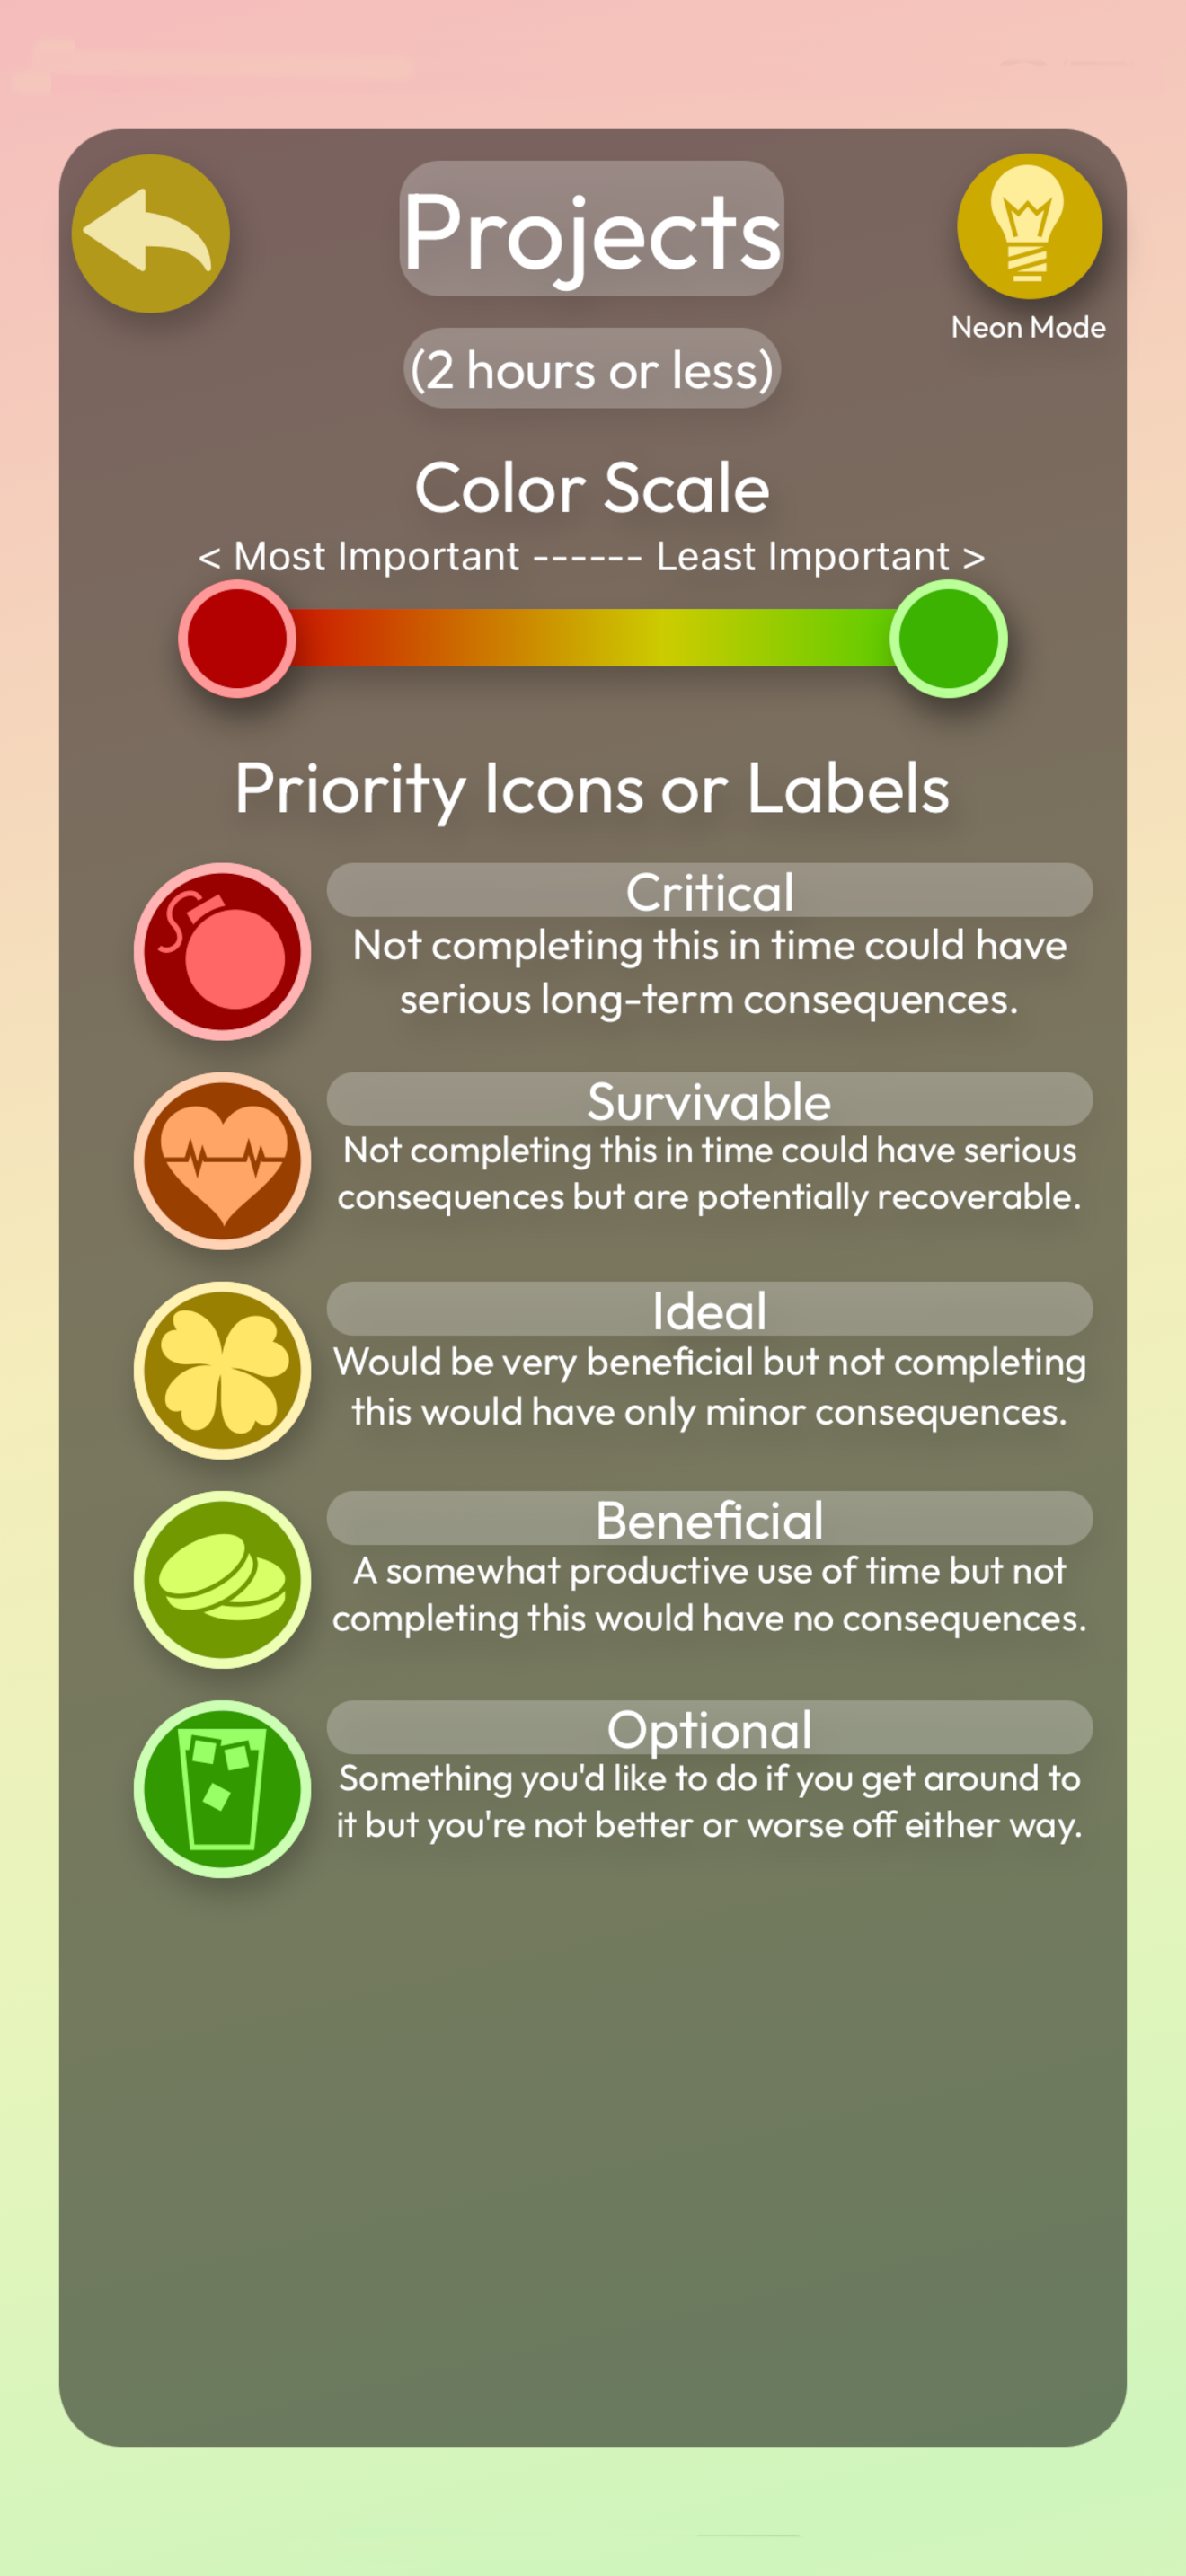 Projects
Neon Mode
(2 hours or less)
Color Scale
< Most Important ------ Least Important >
Priority Icons or Labels
Critical
Not completing this in time could have
serious long-term consequences.
Survivable
Not completing this in time could have serious
consequences but are potentially recoverable.
Ideal
Would be very beneficial but not completing
this would have only minor consequences.
Beneficial
A somewhat productive use of time but not
completing this would have no consequences.
Optional
Something you'd like to do if you get around to
it but you're not better or worse off either way.